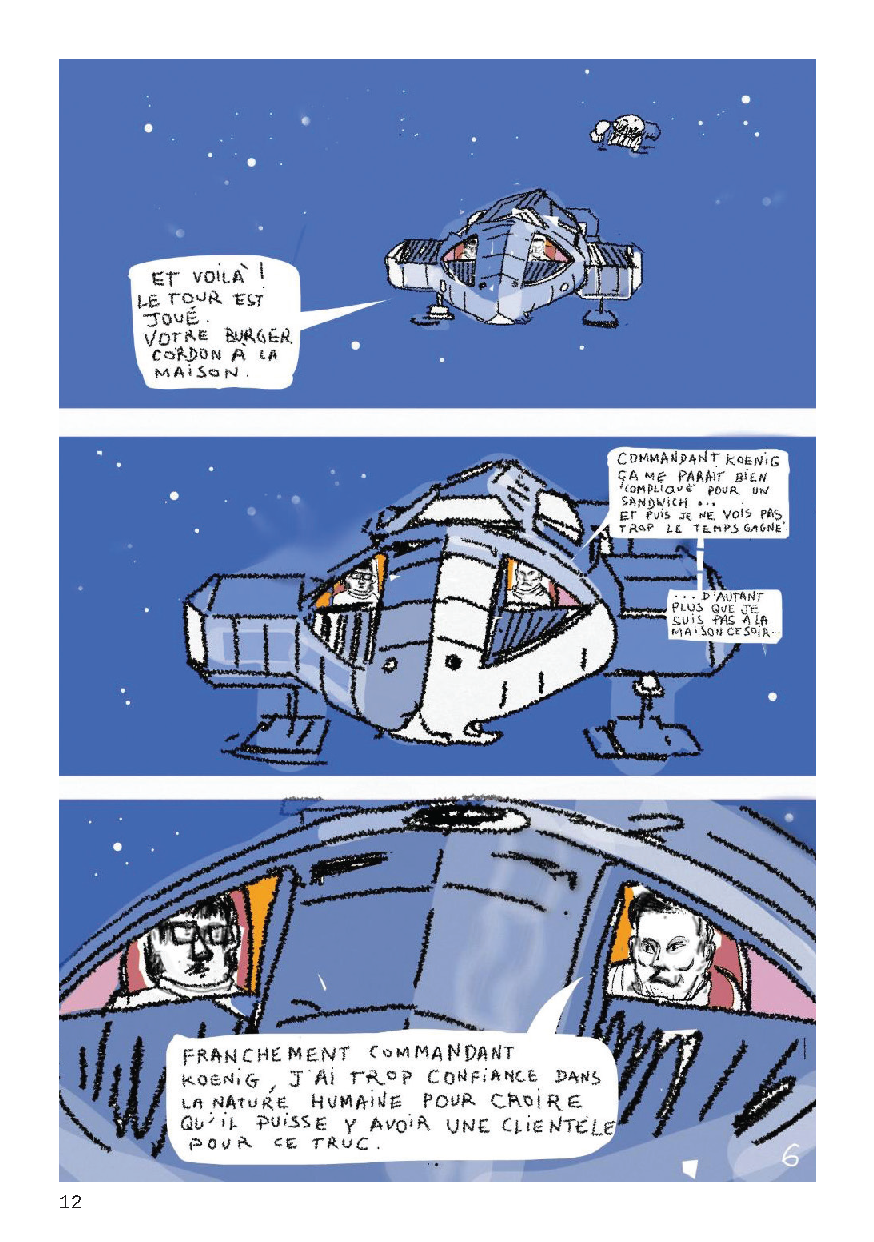 ET VOILÀ !
LE TOUR EST
JOUÉ.
VOTRE BURGER
CORDON À LA
MAISON.
COMMANDANT KOENIG
ÇA ME PARAÎT BIEN
COMPLIQUÉ POUR UN
SANDWICH ...
ET PUIS JE NE VOIS PAS
TROP LE TEMPS GAGNÉ
... D'AUTANT
PLUS QUE JE
SUIS PAS À LA
MAISON CE SOIR...
FRANCHEMENT COMMANDANT
KOENIG, J'AI TROP CONFIANCE DANS
LA NATURE HUMAINE POUR CROIRE
QU'IL PUISSE Y AVOIR UNE CLIENTÈLE
POUR CE TRUC.
6
12